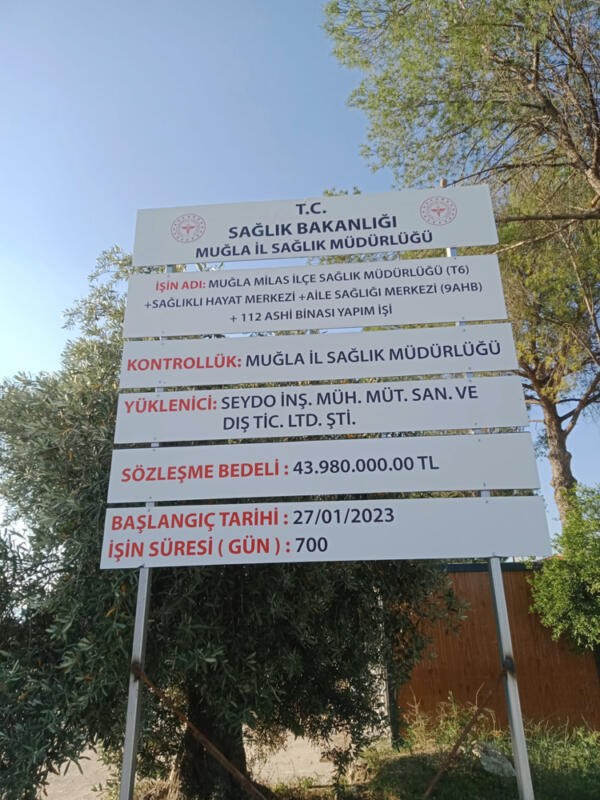 T.C.
SAĞLIK BAKANLIĞI
MUĞLA İL SAĞLIK MÜDÜRLÜĞÜ
İŞİN ADI: MUĞLA MİLAS İLÇE SAĞLIK MÜDÜRLÜĞÜ (T6)
+SAĞLIKLI HAYAT MERKEZİ +AİLE SAĞLIĞI MERKEZİ (9AHB)
+ 112 ASHİ BİNASI YAPIM İŞİ
KONTROLLÜK: MUĞLA İL SAĞLIK MÜDÜRLÜĞÜ
YÜKLENİCİ: SEYDO İNŞ. MÜH. MÜT. SAN. VE
DIŞ TİC. LTD. ŞTİ.
SÖZLEŞME BEDELİ : 43.980.000.00 TL
BAŞLANGIÇ TARİHİ : 27/01/2023
İŞİN SÜRESİ ( GÜN ) : 700